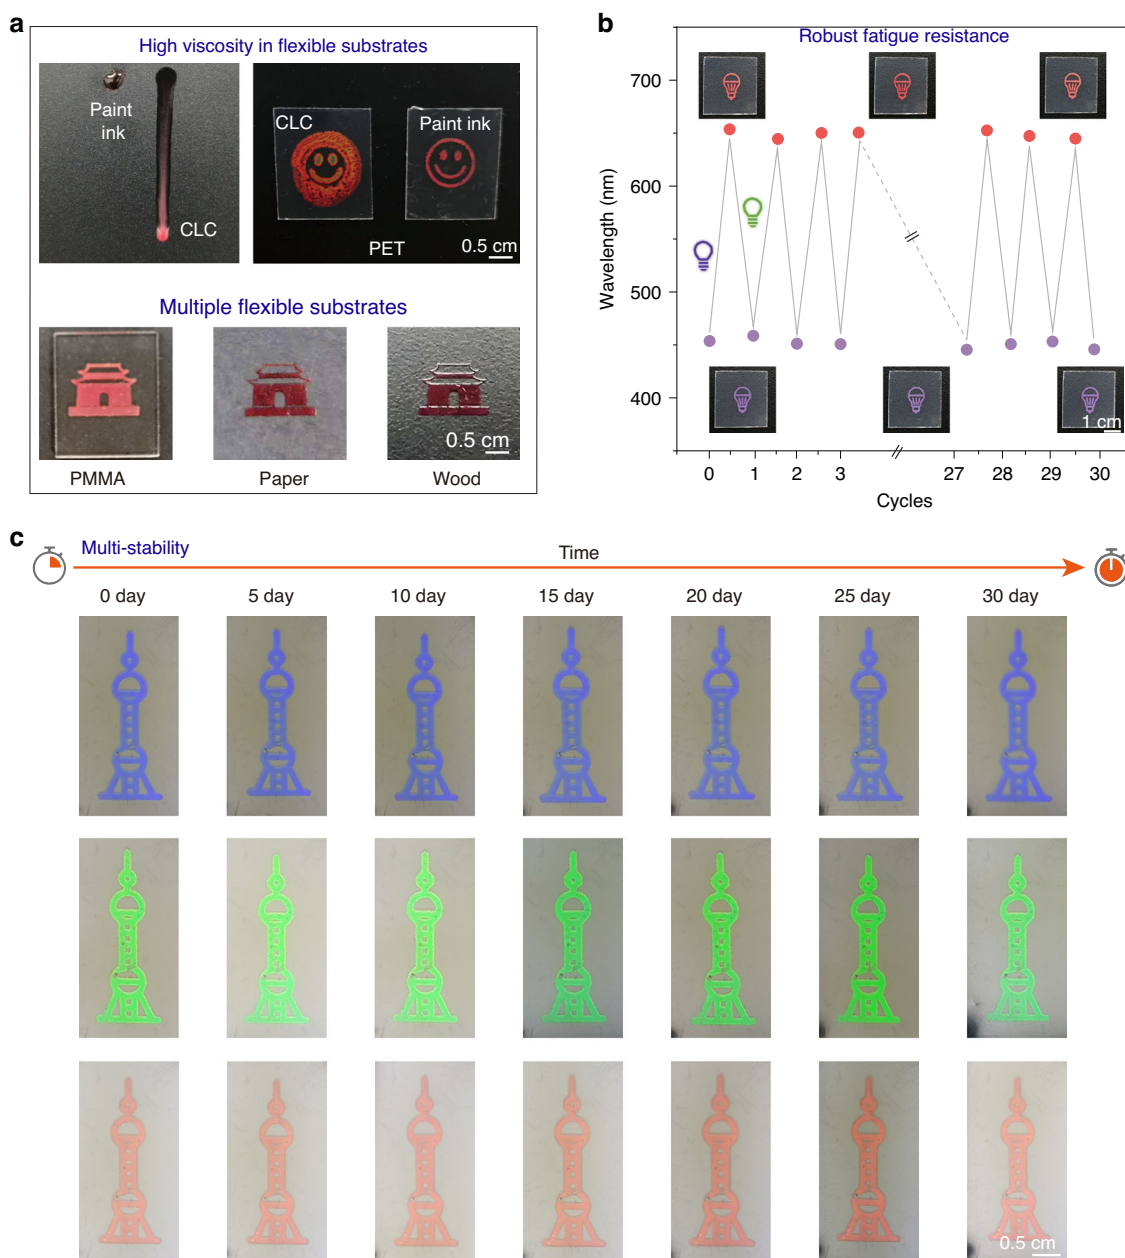 a
High viscosity in flexible substrates
Paint
ink
CLC
CLC
Paint ink
PET
0.5 cm
Multiple flexible substrates
0.5 cm
PMMA
Paper
Wood
b
Robust fatigue resistance
Wavelength (nm)
700
600
500
400
1 cm
0
1
2
3
27
28
29
30
Cycles
c
Multi-stability
Time
0 day
5 day
10 day
15 day
20 day
25 day
30 day
0.5 cm